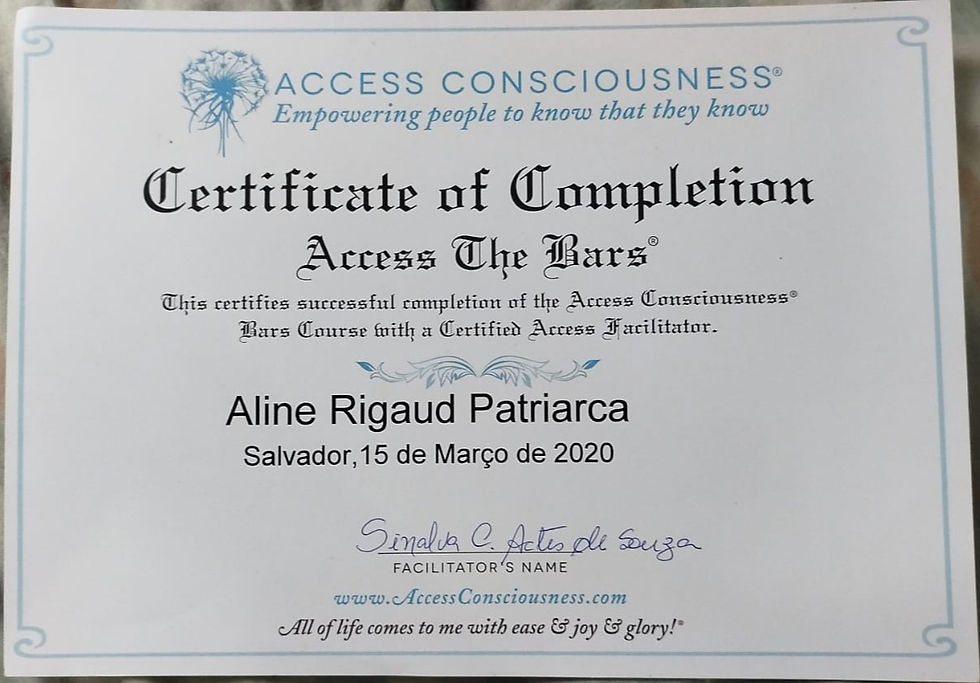 ACCESS CONSCIOUSNESS®
Empowering people to know that they know
Certificate of Completion
Access The Bars®
This certifies successful completion of the Access Consciousness®
Bars Course with a Certified Access Facilitator.
Aline Rigaud Patriarca
Salvador,15 de Março de 2020
Sinalva C. de Souza
FACILITATOR'S NAME
www.AccessConsciousness.com
All of life comes to me with ease & joy & glory!®